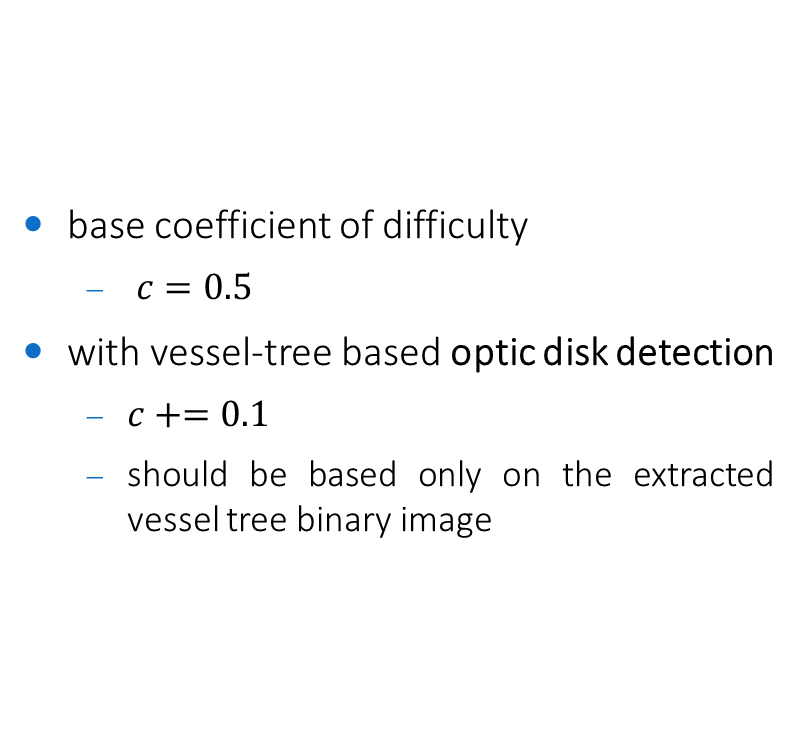 • base coefficient of difficulty
– c = 0.5
• with vessel-tree based optic disk detection
– c += 0.1
– should be based only on the extracted
vessel tree binary image